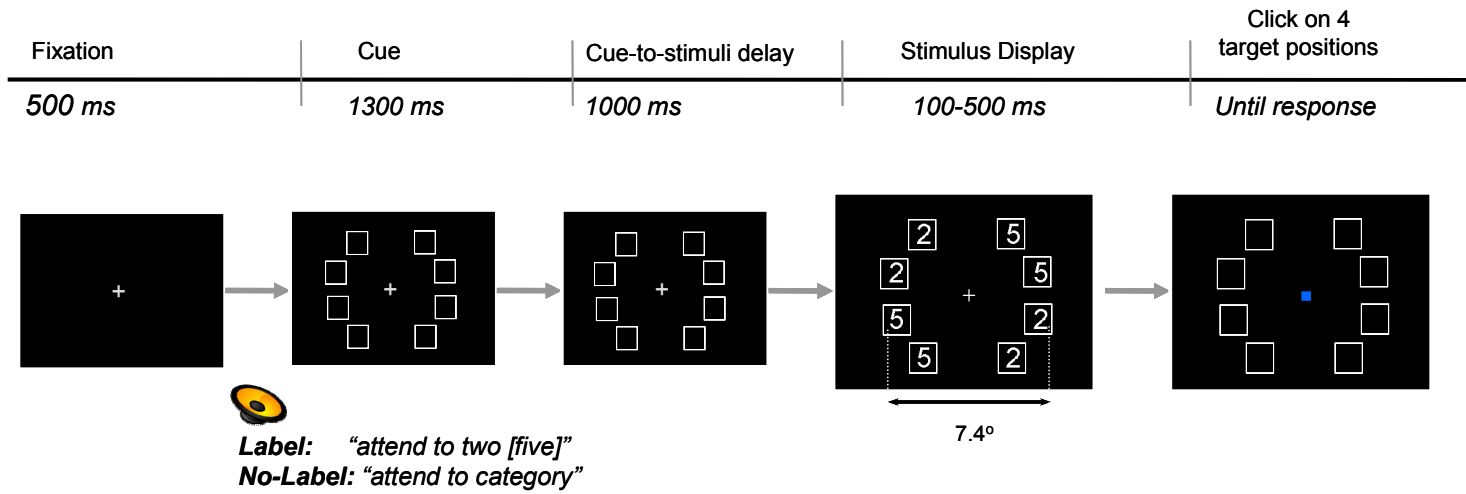 Fixation
Cue
Cue-to-stimuli delay
Stimulus Display
Click on 4
target positions
500 ms
1300 ms
1000 ms
100-500 ms
Until response
2 5
2 5
5 2
5 2
7.4º
Label: “attend to two [five]”
No-Label: “attend to category”